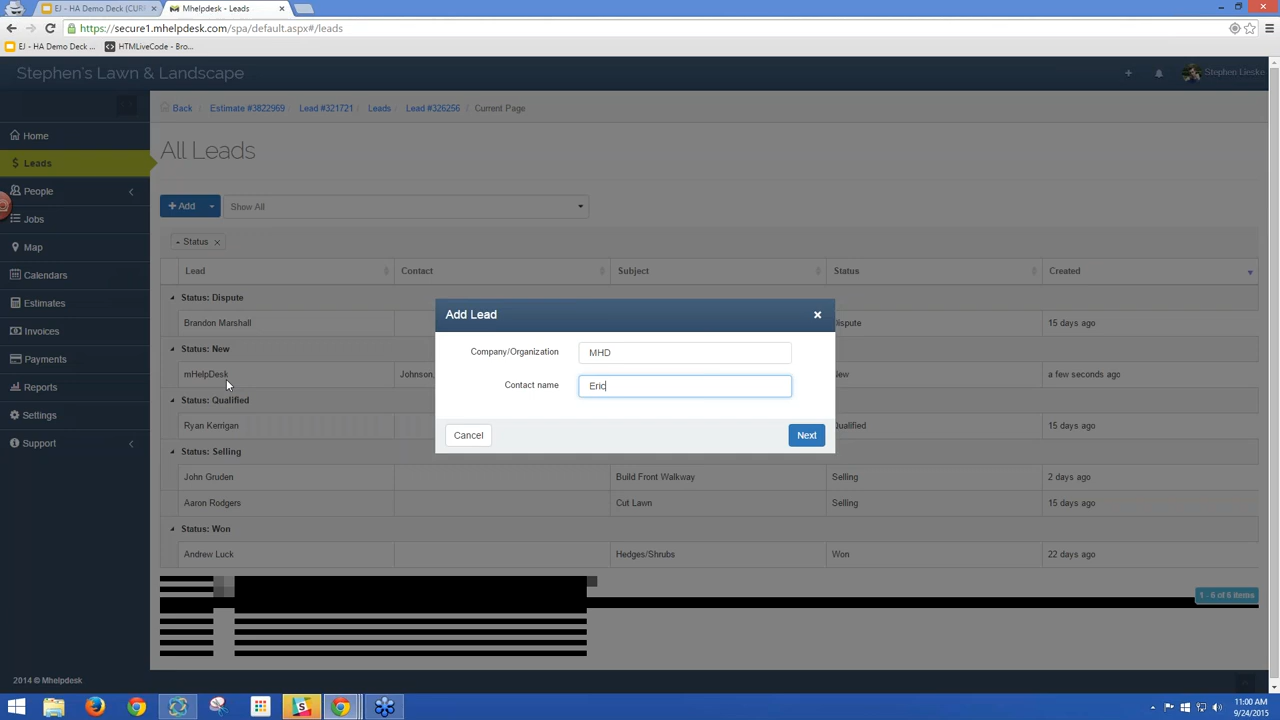 EJ - HA Demo Deck (CUR
Mhelpdesk - Leads
https://secure1.mhelpdesk.com/spa/default.aspx#/leads
EJ - HA Demo Deck ...
HTMLiveCode - Bro...
Stephen's Lawn & Landscape
Stephen Lieske
Back / Estimate #3822969 / Lead #321721 / Leads / Lead #326256 / Current Page
Home
Leads
People
Jobs
Map
Calendars
Estimates
Invoices
Payments
Reports
Settings
Support
All Leads
+ Add
Show All
Status
Lead Contact Subject Status Created
Status: Dispute
Brandon Marshall ispute 15 days ago
Status: New
mHelpDesk Johnson, New a few seconds ago
Status: Qualified
Ryan Kerrigan Qualified 15 days ago
Status: Selling
John Gruden Build Front Walkway Selling 2 days ago
Aaron Rodgers Cut Lawn Selling 15 days ago
Status: Won
Andrew Luck Hedges/Shrubs Won 22 days ago
1 - 6 of 6 items
Add Lead
Company/Organization MHD
Contact name Eric
Cancel Next
2014 © Mhelpdesk
11:00 AM
9/24/2015